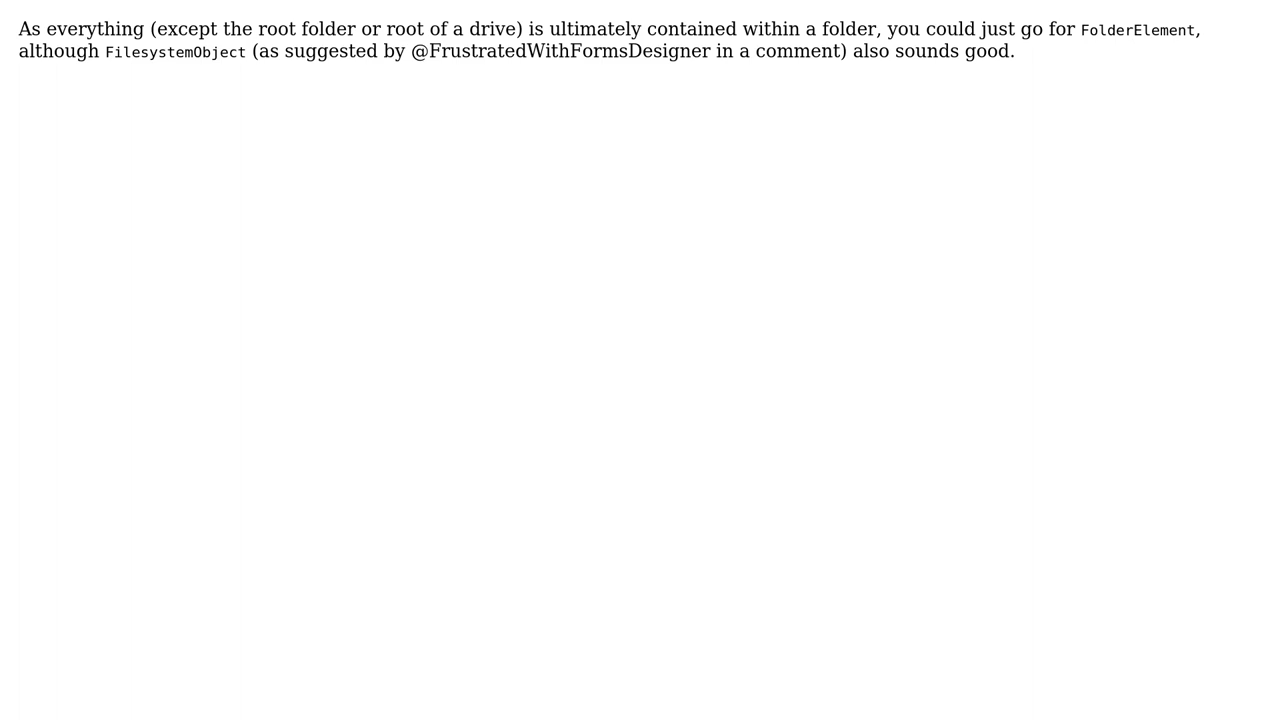 As everything (except the root folder or root of a drive) is ultimately contained within a folder, you could just go for FolderElement,
although FilesystemObject (as suggested by @FrustratedWithFormsDesigner in a comment) also sounds good.